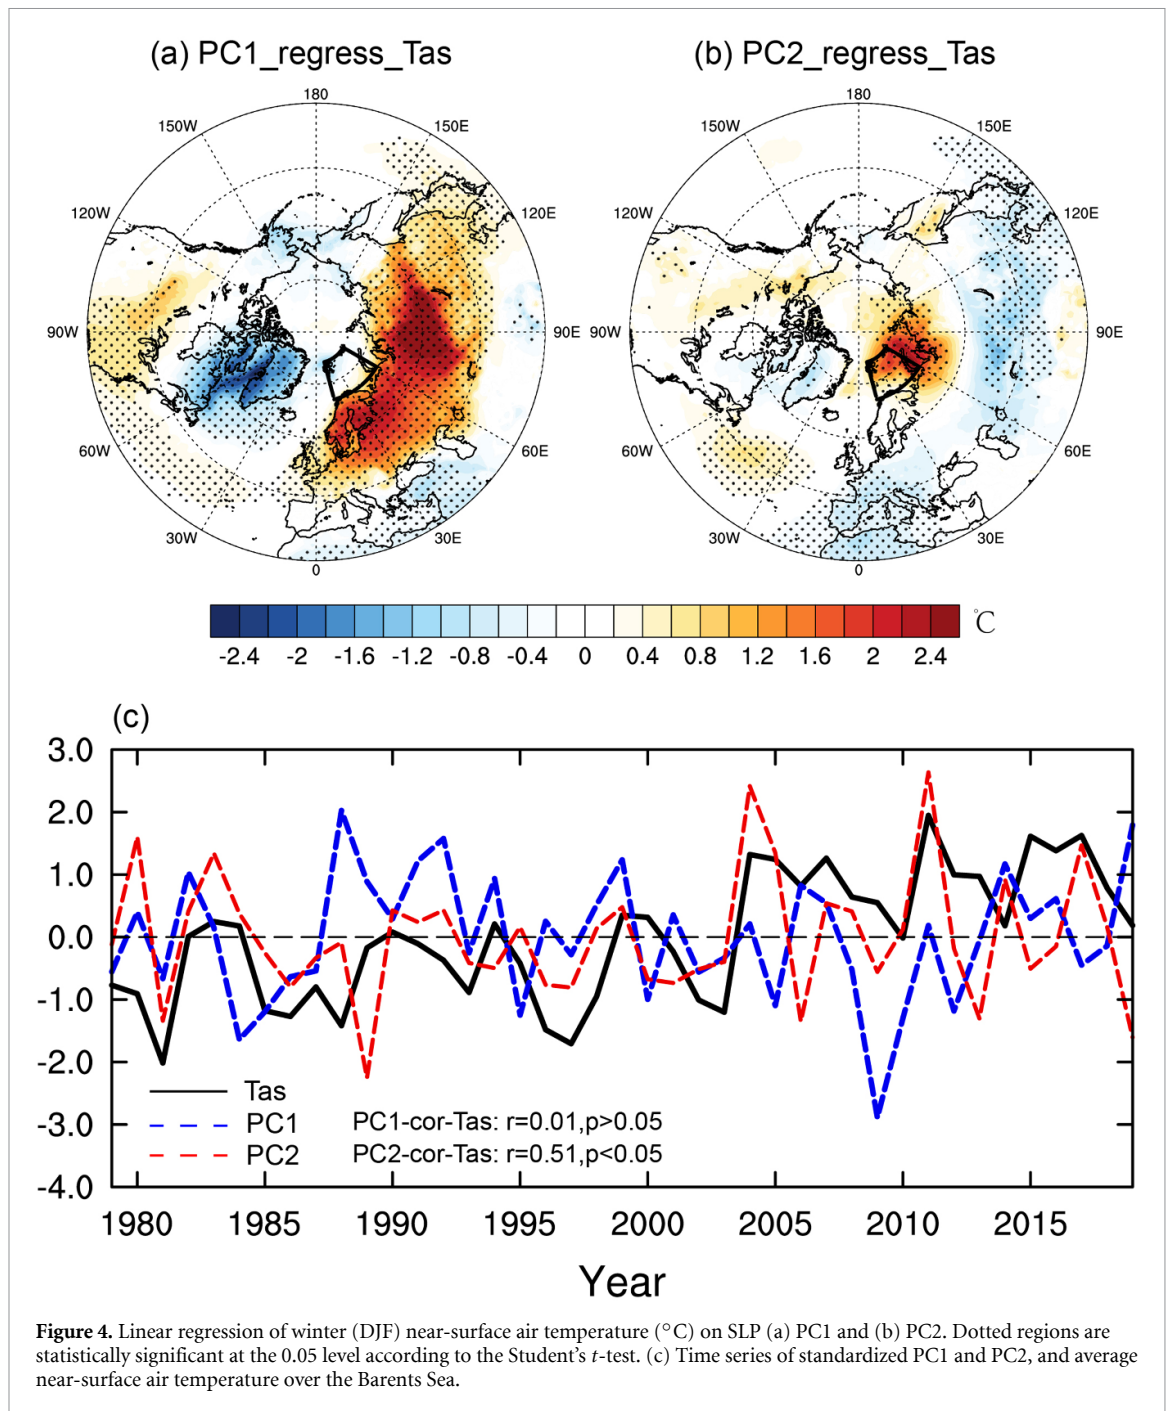 (a) PC1_regress_Tas
(b) PC2_regress_Tas
180
150W
150E
120W
120E
90W
90E
60W
60E
30W
30E
0
180
150W
150E
120W
120E
90W
90E
60W
60E
30W
30E
0
-2.4 -2 -1.6 -1.2 -0.8 -0.4 0 0.4 0.8 1.2 1.6 2 2.4 °C
(c)
3.0
2.0
1.0
0.0
-1.0
-2.0
-3.0
-4.0
Tas
PC1 PC1-cor-Tas: r=0.01,p>0.05
PC2 PC2-cor-Tas: r=0.51,p<0.05
1980 1985 1990 1995 2000 2005 2010 2015
Year
Figure 4. Linear regression of winter (DJF) near-surface air temperature (°C) on SLP (a) PC1 and (b) PC2. Dotted regions are
statistically significant at the 0.05 level according to the Student's t-test. (c) Time series of standardized PC1 and PC2, and average
near-surface air temperature over the Barents Sea.